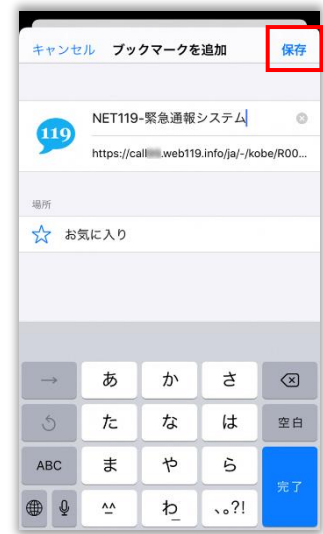 キャンセル ブックマークを追加 保存
119
NET119-緊急通報システム
https://call .web119.info/ja/-/kobe/R00...
場所
お気に入り
→ あ か さ
た な は 空白
ABC ま や ら
^^ わ 、。?! 完了